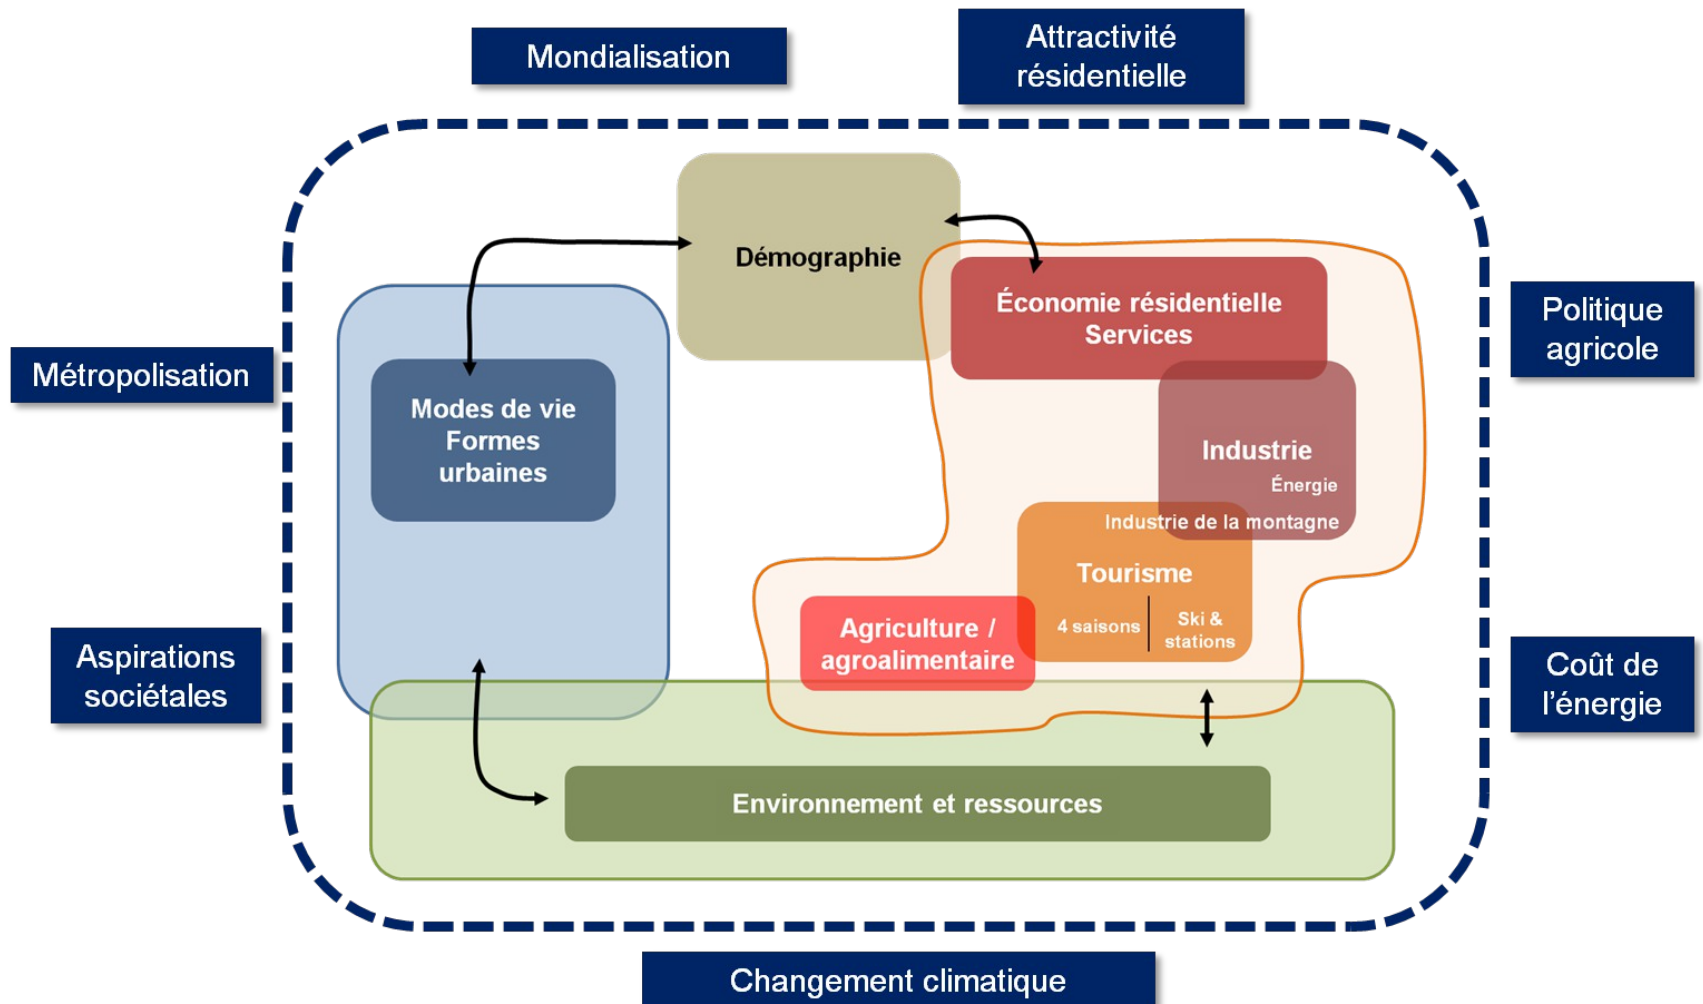 Mondialisation
Attractivité
résidentielle
Démographie
Économie résidentielle
Services
Politique
agricole
Métropolisation
Modes de vie
Formes
urbaines
Industrie
Énergie
Industrie de la montagne
Tourisme
4 saisons
Ski &
stations
Agriculture /
agroalimentaire
Aspirations
sociétales
Coût de
l'énergie
Environnement et ressources
Changement climatique